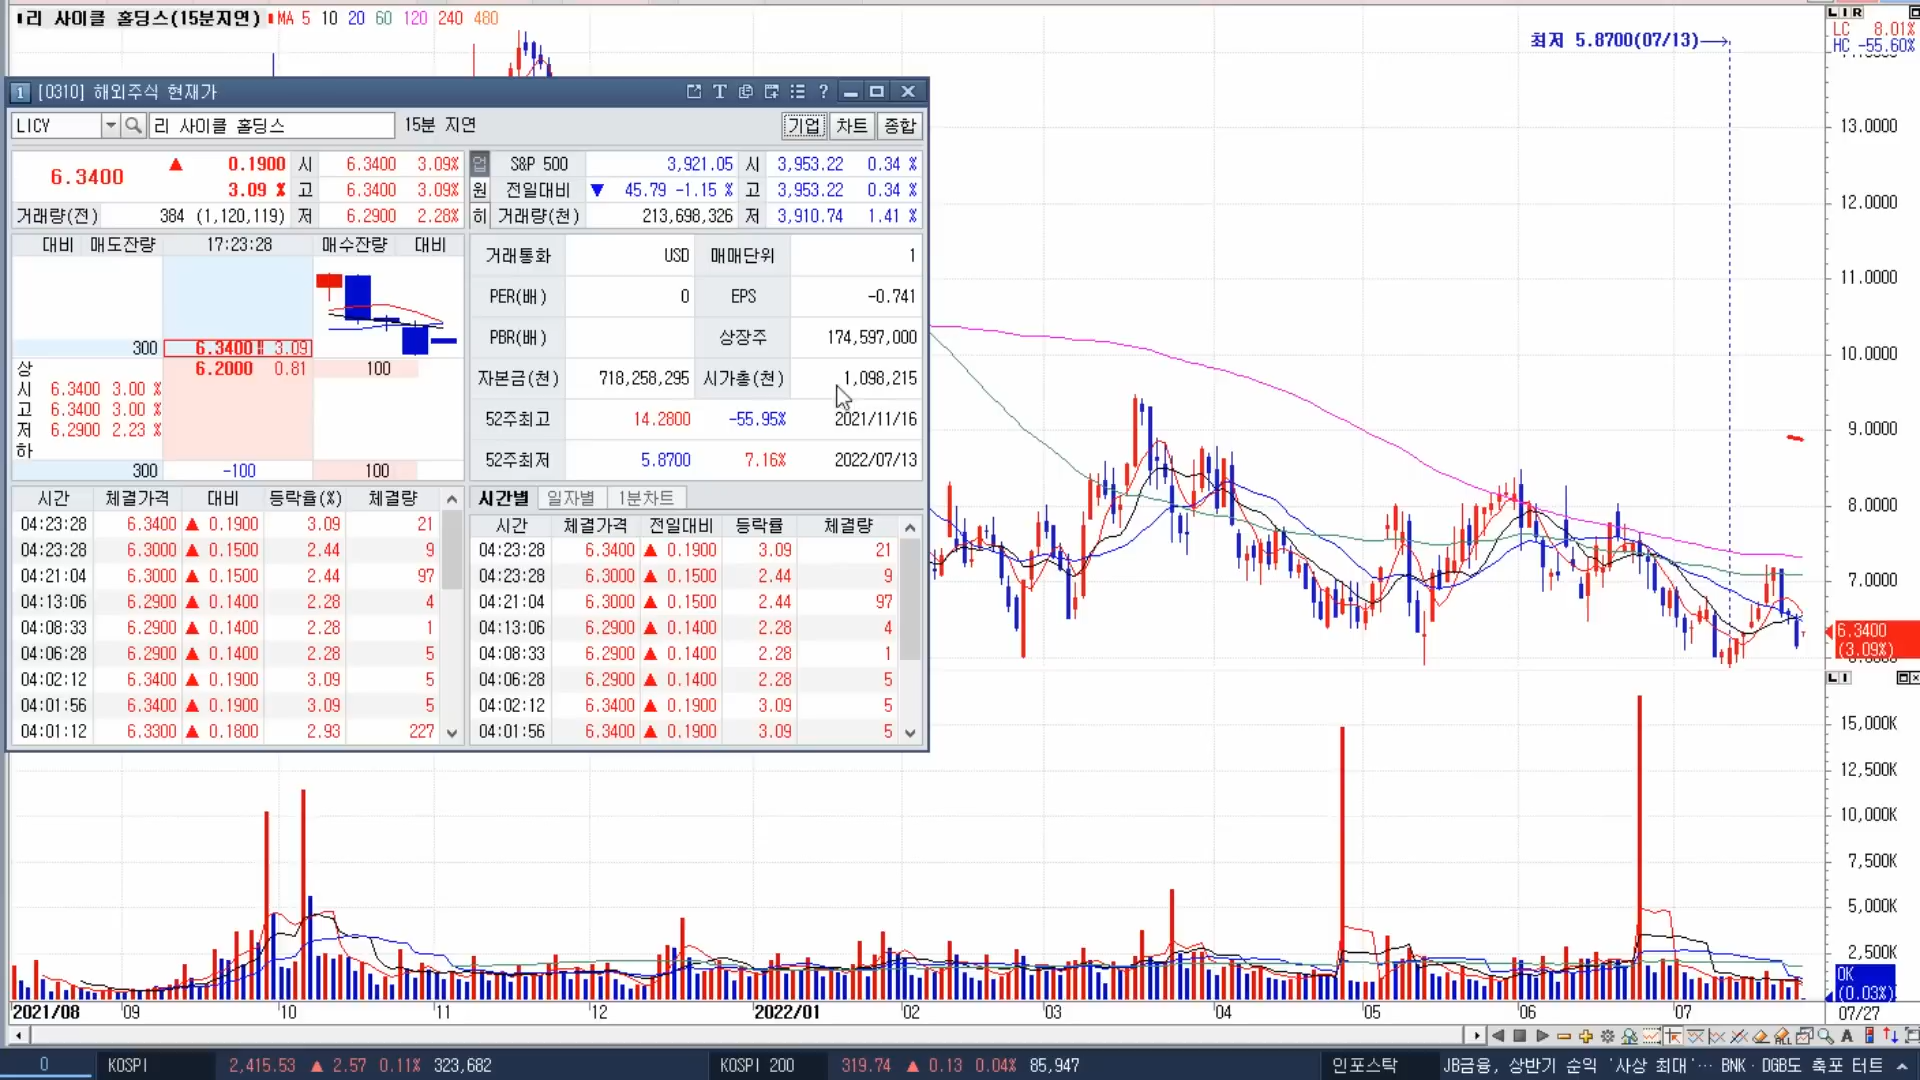 리 사이클 홀딩스(15분지연) MA 5 10 20 60 120 240 480
최저 5.8700(07/13)
L I R
LC 8.01%
HC -55.60%
1 [0310] 해외주식 현재가
LICY 리 사이클 홀딩스 15분 지연 기업 차트 종합
6.3400 ▲ 0.1900 시 6.3400 3.09%
3.09 % 고 6.3400 3.09%
거래량(전) 384 (1,120,119) 저 6.2900 2.28%
업 S&P 500 3,921.05 시 3,953.22 0.34 %
원 전일대비 ▼ 45.79 -1.15 % 고 3,953.22 0.34 %
히 거래량(천) 213,698,326 저 3,910.74 1.41 %
대비 매도잔량 17:23:28 매수잔량 대비
300 6.3400 3.09
상 6.2000 0.81 100
시 6.3400 3.00 %
고 6.3400 3.00 %
저 6.2900 2.23 %
하
300 -100 100
거래통화 USD 매매단위 1
PER(배) 0 EPS -0.741
PBR(배) 상장주 174,597,000
자본금(천) 718,258,295 시가총(천) 1,098,215
52주최고 14.2800 -55.95% 2021/11/16
52주최저 5.8700 7.16% 2022/07/13
시간 체결가격 대비 등락율(%) 체결량
04:23:28 6.3400 ▲ 0.1900 3.09 21
04:23:28 6.3000 ▲ 0.1500 2.44 9
04:21:04 6.3000 ▲ 0.1500 2.44 97
04:13:06 6.2900 ▲ 0.1400 2.28 4
04:08:33 6.2900 ▲ 0.1400 2.28 1
04:06:28 6.2900 ▲ 0.1400 2.28 5
04:02:12 6.3400 ▲ 0.1900 3.09 5
04:01:56 6.3400 ▲ 0.1900 3.09 5
04:01:12 6.3300 ▲ 0.1800 2.93 227
시간별 일자별 1분차트
시간 체결가격 전일대비 등락률 체결량
04:23:28 6.3400 ▲ 0.1900 3.09 21
04:23:28 6.3000 ▲ 0.1500 2.44 9
04:21:04 6.3000 ▲ 0.1500 2.44 97
04:13:06 6.2900 ▲ 0.1400 2.28 4
04:08:33 6.2900 ▲ 0.1400 2.28 1
04:06:28 6.2900 ▲ 0.1400 2.28 5
04:02:12 6.3400 ▲ 0.1900 3.09 5
04:01:56 6.3400 ▲ 0.1900 3.09 5
13.0000
12.0000
11.0000
10.0000
9.0000
8.0000
7.0000
6.3400
(3.09%)
L I
15,000K
12,500K
10,000K
7,500K
5,000K
2,500K
0K
(0.03%)
2021/08 09 10 11 12 2022/01 02 03 04 05 06 07 07/27
0 KOSPI 2,415.53 ▲ 2.57 0.11% 323,682 KOSPI 200 319.74 ▲ 0.13 0.04% 85,947 인포스탁 JB금융, 상반기 순익 '사상 최대'… BNK·DGB도 축포 터트